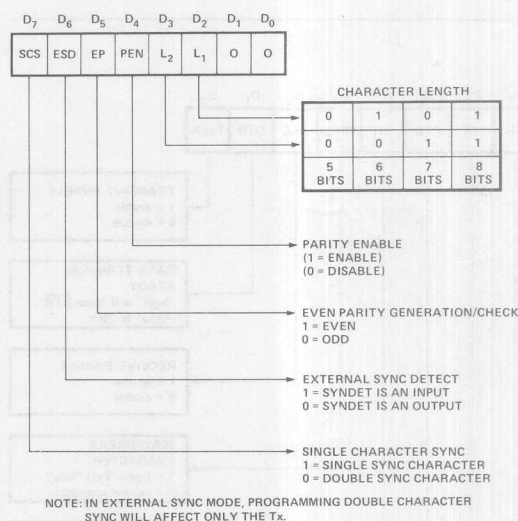 D7 D6 D5 D4 D3 D2 D1 D0
SCS ESD EP PEN L2 L1 O O
CHARACTER LENGTH
0 1 0 1
0 0 1 1
5 BITS 6 BITS 7 BITS 8 BITS
PARITY ENABLE
(1 = ENABLE)
(0 = DISABLE)
EVEN PARITY GENERATION/CHECK
1 = EVEN
0 = ODD
EXTERNAL SYNC DETECT
1 = SYNDET IS AN INPUT
0 = SYNDET IS AN OUTPUT
SINGLE CHARACTER SYNC
1 = SINGLE SYNC CHARACTER
0 = DOUBLE SYNC CHARACTER
NOTE: IN EXTERNAL SYNC MODE, PROGRAMMING DOUBLE CHARACTER
SYNC WILL AFFECT ONLY THE Tx.